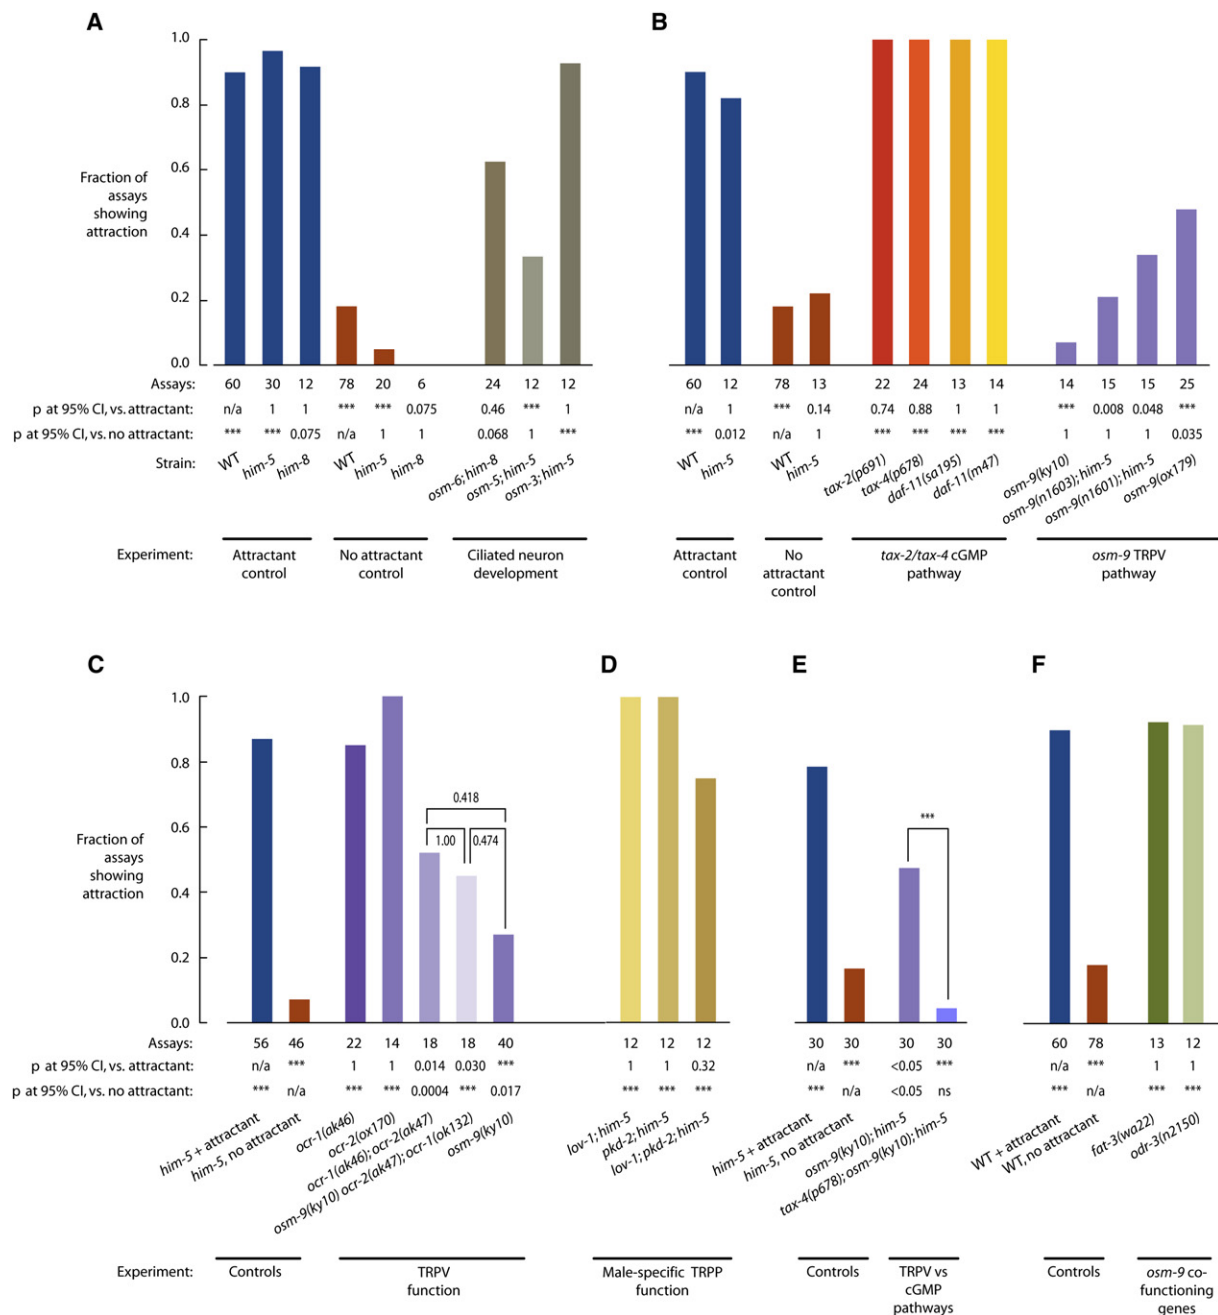 A
B
1.0
0.8
0.6
0.4
0.2
0.0
Fraction of
assays
showing
attraction
Assays: 60 30 12 78 20 6 24 12 12 60 12 78 13 22 24 13 14 14 15 15 25
p at 95% CI, vs. attractant: n/a 1 1 *** *** 0.075 0.46 *** 1 n/a 1 *** 0.14 0.74 0.88 1 1 *** 0.008 0.048 ***
p at 95% CI, vs. no attractant: *** *** 0.075 n/a 1 1 0.068 1 *** *** 0.012 n/a 1 *** *** *** *** 1 1 1 0.035
Strain: WT him-5 him-8 WT him-5 him-8 osm-6; him-8 osm-5; him-5 osm-3; him-5 WT him-5 WT him-5 tax-2(p691) tax-4(p678) daf-11(sa195) daf-11(m47) osm-9(ky10) osm-9(n1603); him-5 osm-9(n1601); him-5 osm-9(ox179)
Experiment: Attractant control
No attractant control
Ciliated neuron development
Attractant control
No attractant control
tax-2/tax-4 cGMP pathway
osm-9 TRPV pathway
C
D
E
F
1.0
0.8
0.6
0.4
0.2
0.0
Fraction of
assays
showing
attraction
0.418
1.00
0.474
***
Assays: 56 46 22 14 18 18 40 12 12 12 30 30 30 30 60 78 13 12
p at 95% CI, vs. attractant: n/a *** 1 1 0.014 0.030 *** 1 1 0.32 n/a *** <0.05 *** n/a *** 1 1
p at 95% CI, vs. no attractant: *** n/a *** *** 0.0004 *** 0.017 *** *** *** *** n/a <0.05 ns *** n/a *** ***
him-5 + attractant
him-5, no attractant
ocr-1(ak46)
ocr-2(ox170)
ocr-1(ak46); ocr-2(ak47)
osm-9(ky10) ocr-2(ak47); ocr-1(ok132)
osm-9(ky10)
lov-1; him-5
pkd-2; him-5
lov-1; pkd-2; him-5
him-5 + attractant
him-5, no attractant
osm-9(ky10); him-5
tax-4(p678); osm-9(ky10); him-5
WT + attractant
WT, no attractant
fat-3(wa22)
odr-3(n2150)
Experiment: Controls
TRPV function
Male-specific TRPP function
Controls
TRPV vs cGMP pathways
Controls
osm-9 co-
functioning
genes